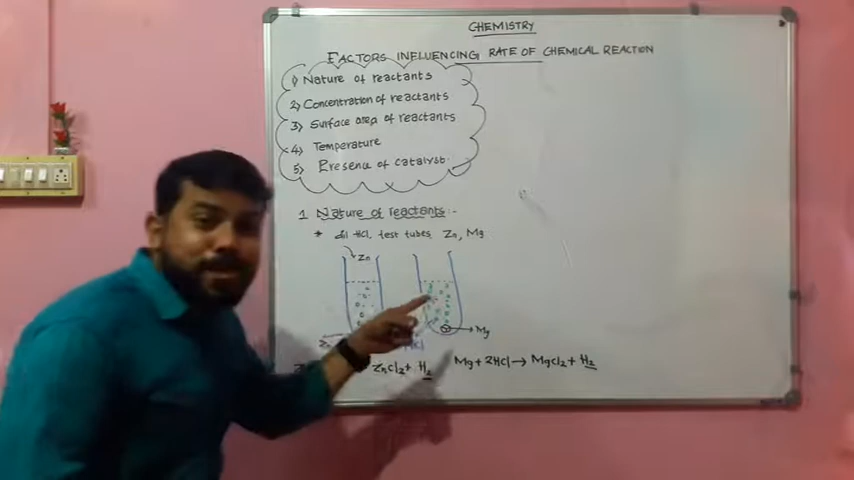 CHEMISTRY
FACTORS INFLUENCING RATE OF CHEMICAL REACTION
1) Nature of reactants
2) Concentration of reactants
3) Surface area of reactants
4) Temperature
5) Presence of catalyst
1 Nature of reactants :-
* dil HCl, test tubes Zn, Mg
Zn
Zn Mg
HCl
ZnCl₂ + H₂ Mg + 2HCl → MgCl₂ + H₂